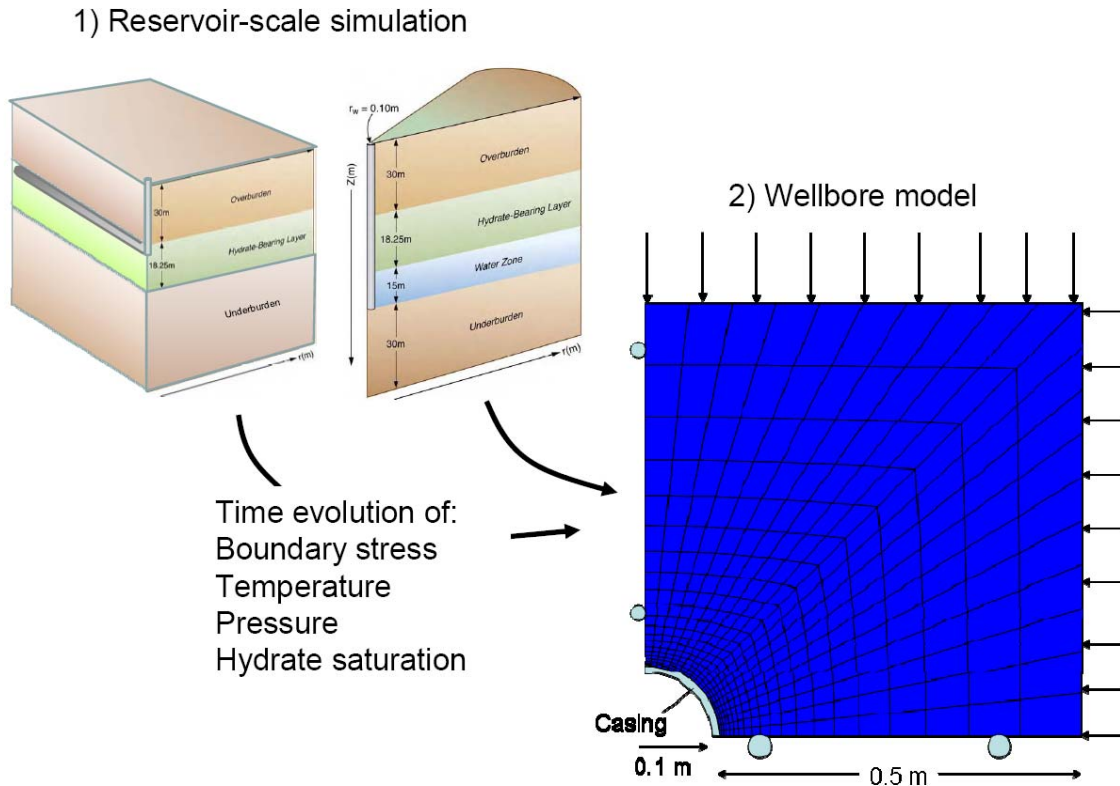 1) Reservoir-scale simulation
30m
Overburden
18.25m
Hydrate-Bearing Layer
Underburden
r(m)
r_w = 0.10m
Z(m)
30m
Overburden
18.25m
Hydrate-Bearing Layer
15m
Water Zone
30m
Underburden
r(m)
2) Wellbore model
Time evolution of:
Boundary stress
Temperature
Pressure
Hydrate saturation
Casing
0.1 m
0.5 m